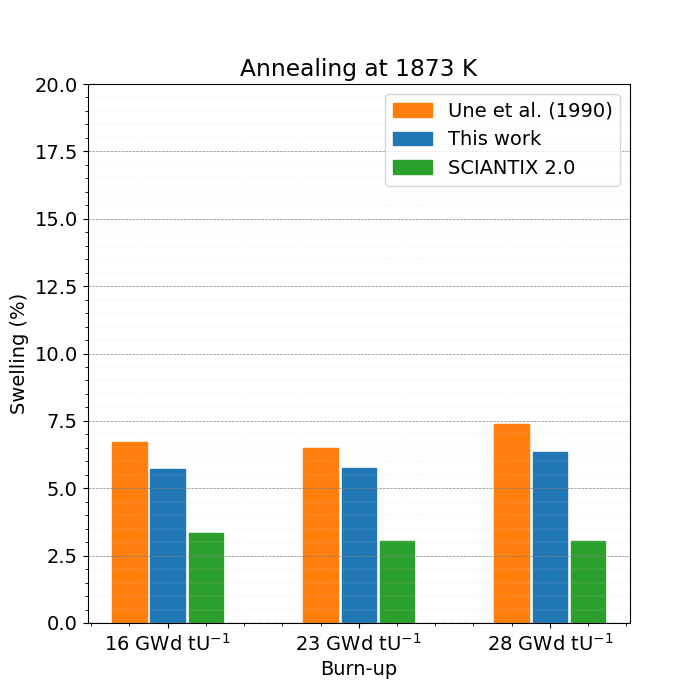 Annealing at 1873 K
20.0
17.5
15.0
12.5
10.0
7.5
5.0
2.5
0.0
Swelling (%)
Une et al. (1990)
This work
SCIANTIX 2.0
16 GWd tU⁻¹ 23 GWd tU⁻¹ 28 GWd tU⁻¹
Burn-up